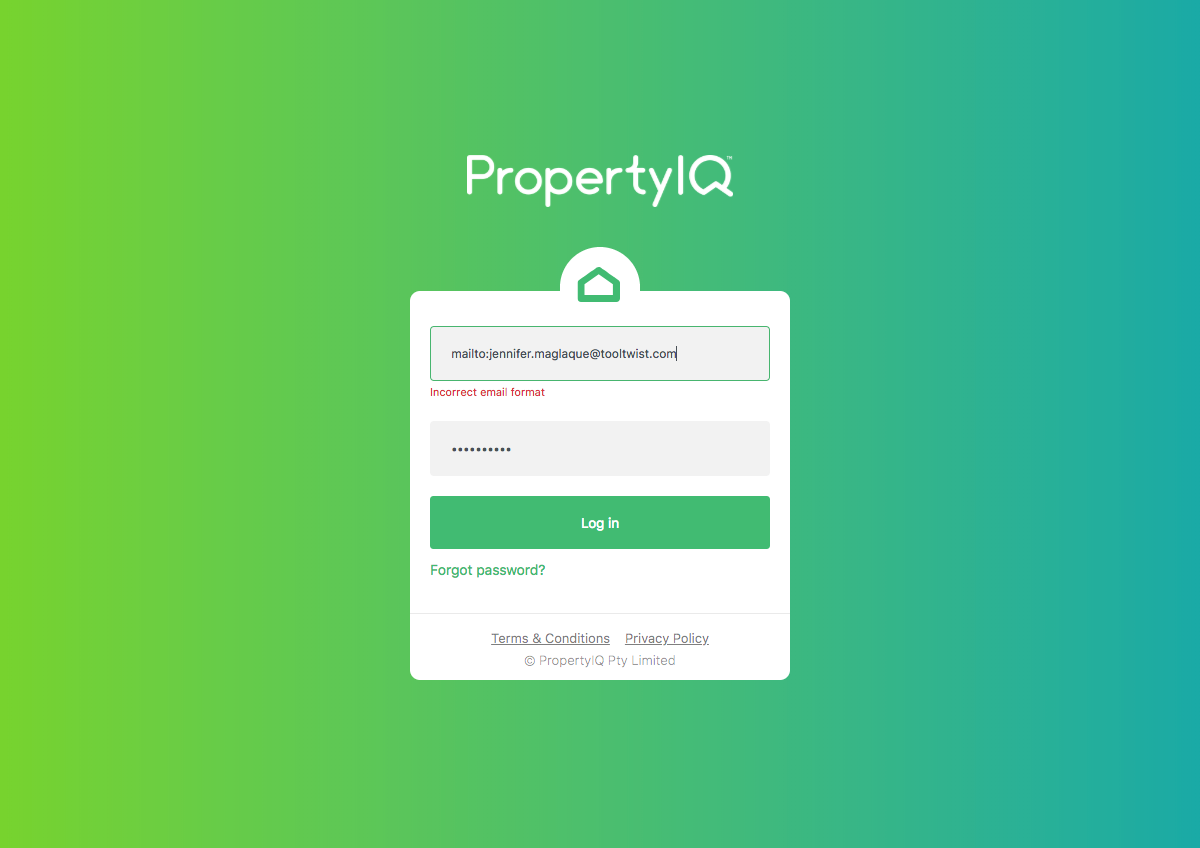 PropertyIQ™
mailto:jennifer.maglaque@tooltwist.com
Incorrect email format
••••••••••
Log in
Forgot password?
Terms & Conditions Privacy Policy
© PropertyIQ Pty Limited